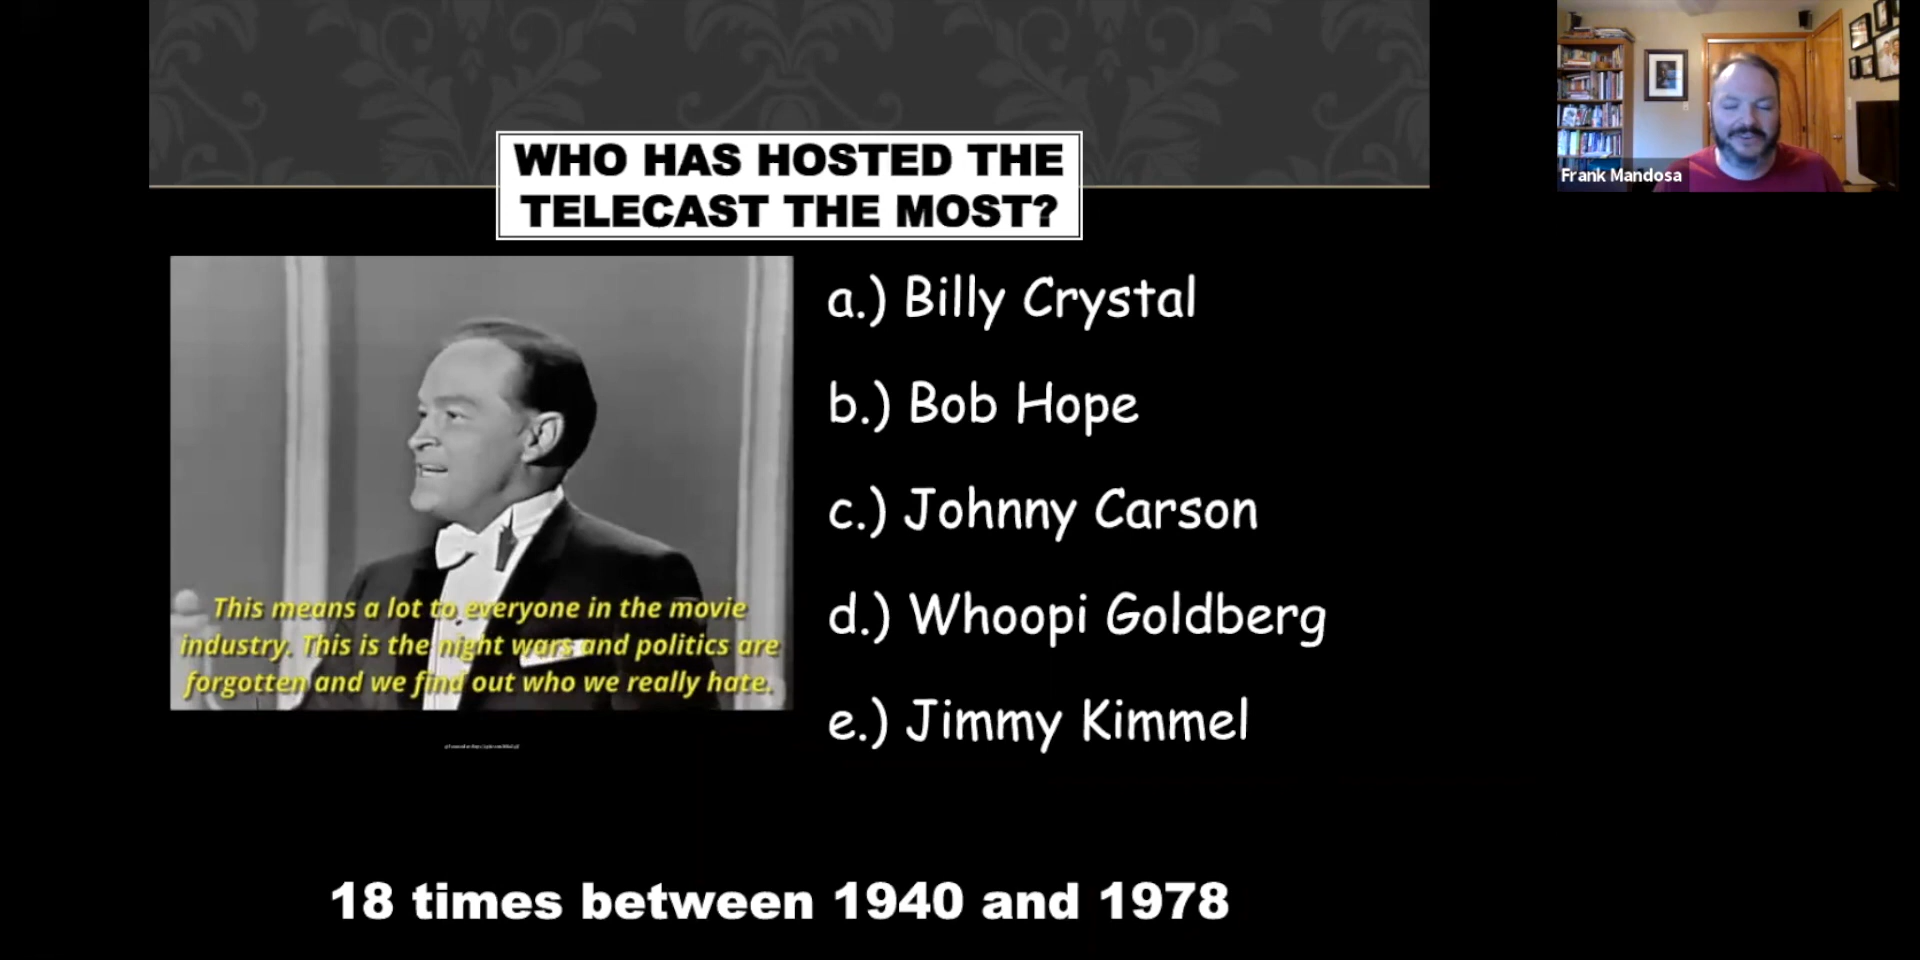 WHO HAS HOSTED THE
TELECAST THE MOST?
Frank Mandosa
a.) Billy Crystal
b.) Bob Hope
c.) Johnny Carson
d.) Whoopi Goldberg
e.) Jimmy Kimmel
This means a lot to everyone in the movie
industry. This is the night wars and politics are
forgotten and we find out who we really hate.
18 times between 1940 and 1978